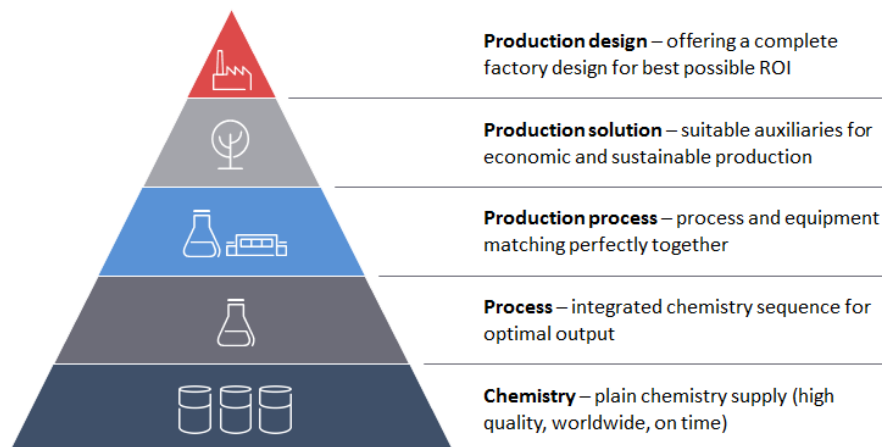 Production design – offering a complete
factory design for best possible ROI
Production solution – suitable auxiliaries for
economic and sustainable production
Production process – process and equipment
matching perfectly together
Process – integrated chemistry sequence for
optimal output
Chemistry – plain chemistry supply (high
quality, worldwide, on time)